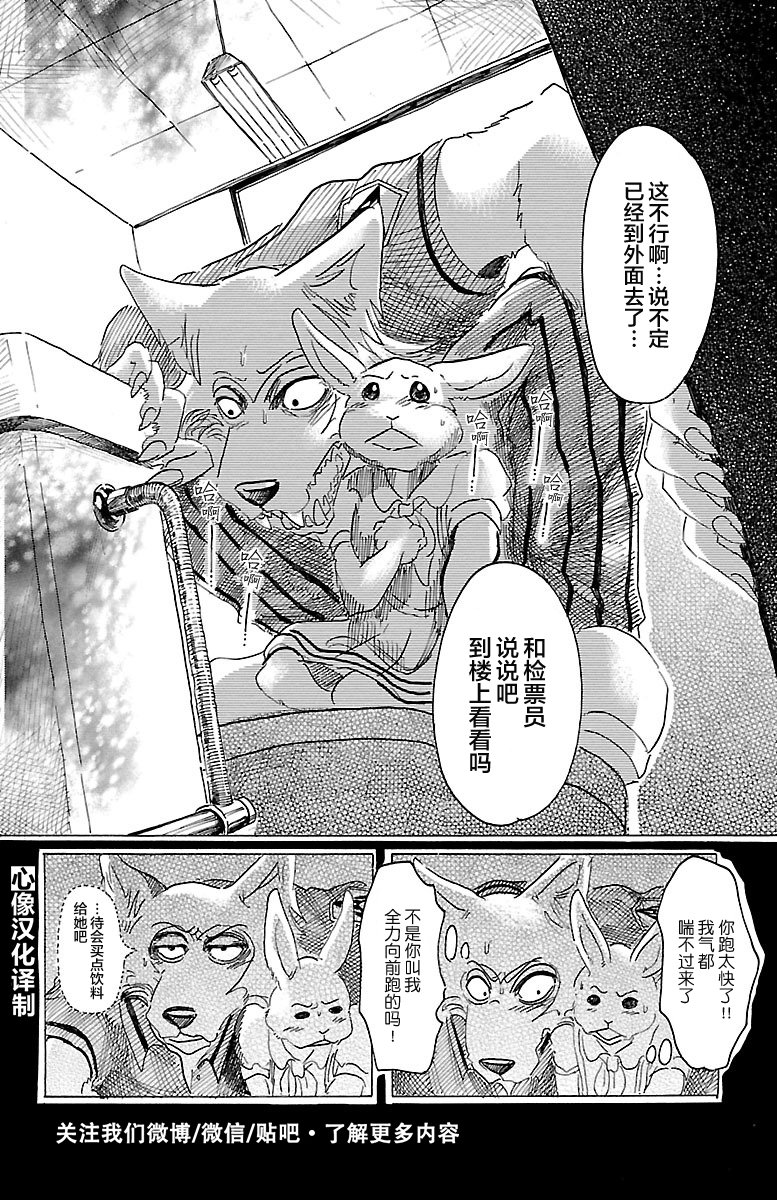 这不行啊…说不定
已经到外面去了…
哈啊
哈啊
哈啊
哈啊
哈啊
哈啊
和检票员
说说吧
到楼上看看吗
你跑太快了!!
我气都
喘不过来了
不是你叫我
全力向前跑的吗！
…待会买点饮料
给她吧
心像汉化译制
关注我们微博/微信/贴吧·了解更多内容